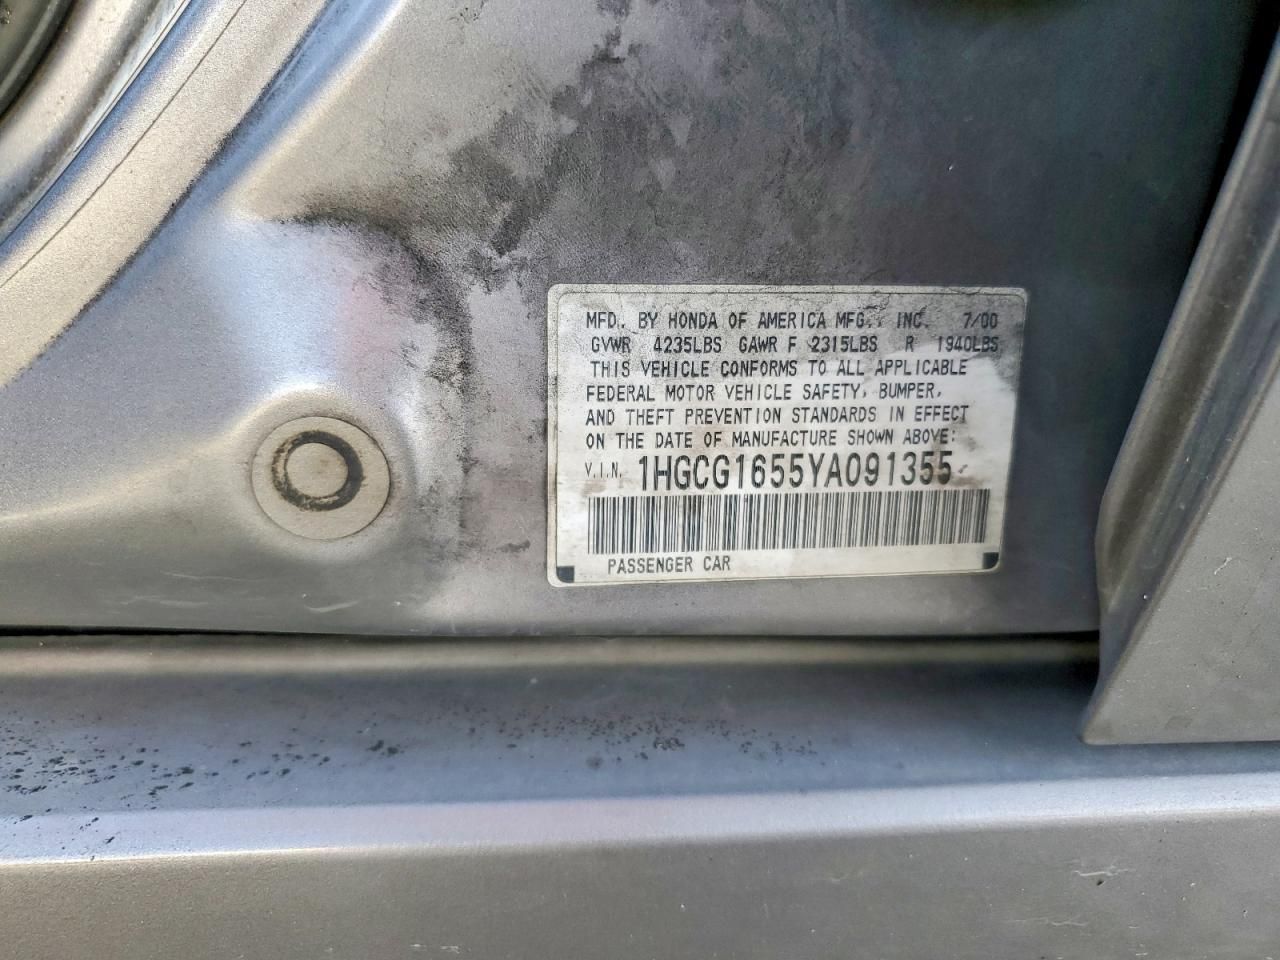 MFD. BY HONDA OF AMERICA MFG., INC. 7/00
GVWR 4235LBS GAWR F 2315LBS R 1940LBS
THIS VEHICLE CONFORMS TO ALL APPLICABLE
FEDERAL MOTOR VEHICLE SAFETY, BUMPER,
AND THEFT PREVENTION STANDARDS IN EFFECT
ON THE DATE OF MANUFACTURE SHOWN ABOVE:
V.I.N. 1HGCG1655YA091355
PASSENGER CAR